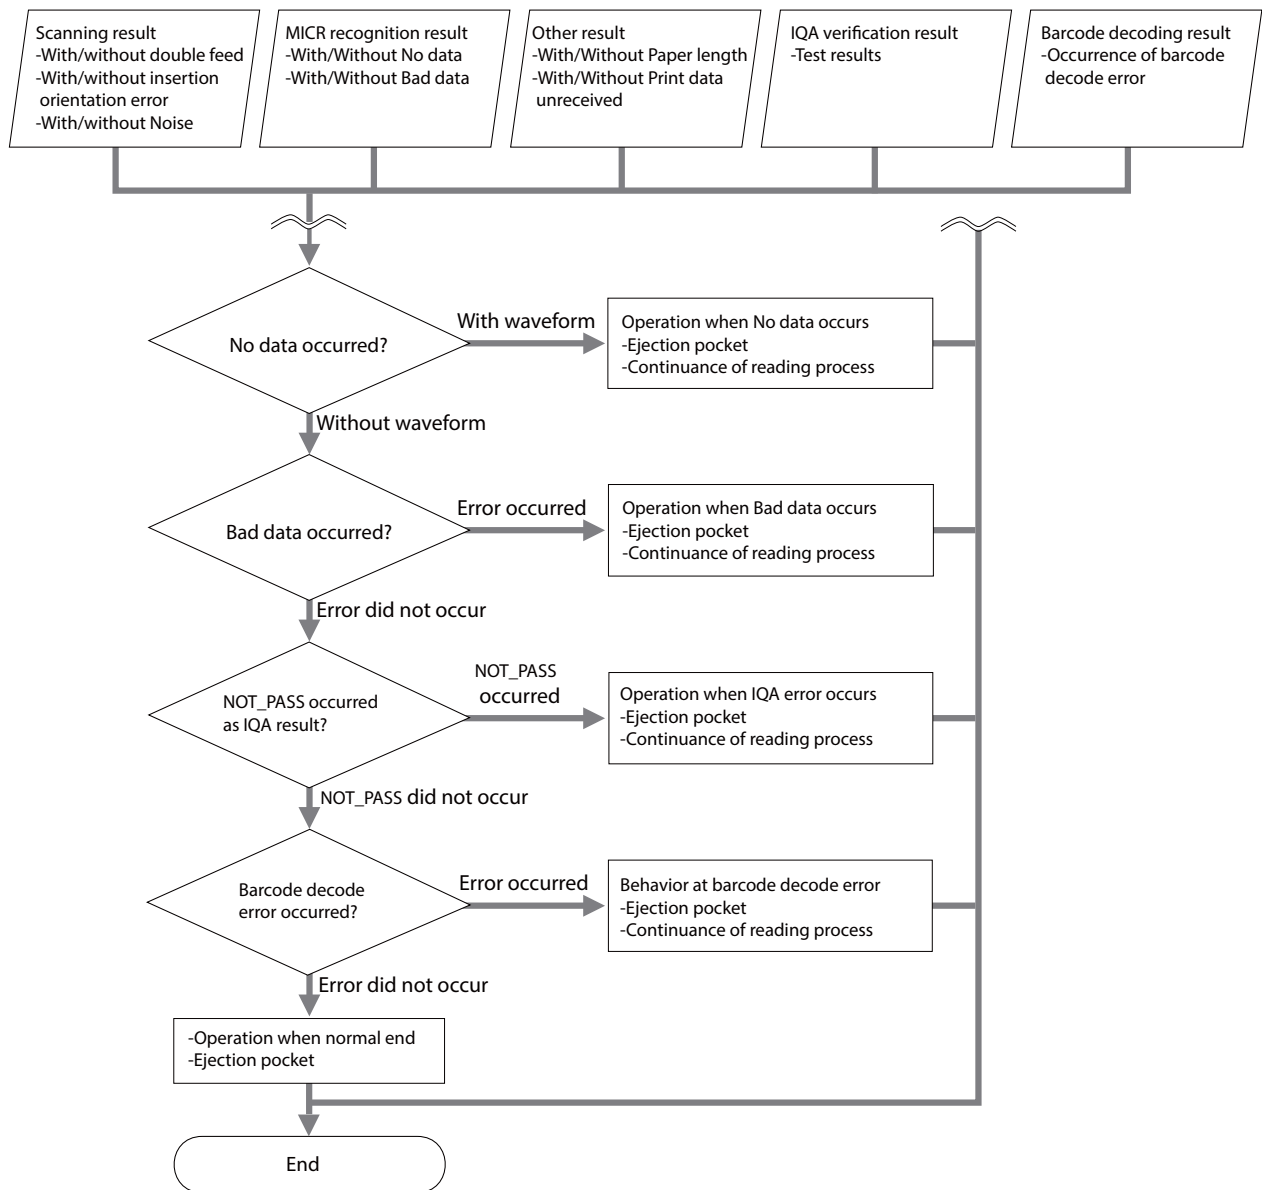 Scanning result
-With/without double feed
-With/without insertion
orientation error
-With/without Noise
MICR recognition result
-With/Without No data
-With/Without Bad data
Other result
-With/Without Paper length
-With/Without Print data
unreceived
IQA verification result
-Test results
Barcode decoding result
-Occurrence of barcode
decode error
No data occurred?
With waveform
Operation when No data occurs
-Ejection pocket
-Continuance of reading process
Without waveform
Bad data occurred?
Error occurred
Operation when Bad data occurs
-Ejection pocket
-Continuance of reading process
Error did not occur
NOT_PASS occurred
as IQA result?
NOT_PASS
occurred
Operation when IQA error occurs
-Ejection pocket
-Continuance of reading process
NOT_PASS did not occur
Barcode decode
error occurred?
Error occurred
Behavior at barcode decode error
-Ejection pocket
-Continuance of reading process
Error did not occur
-Operation when normal end
-Ejection pocket
End